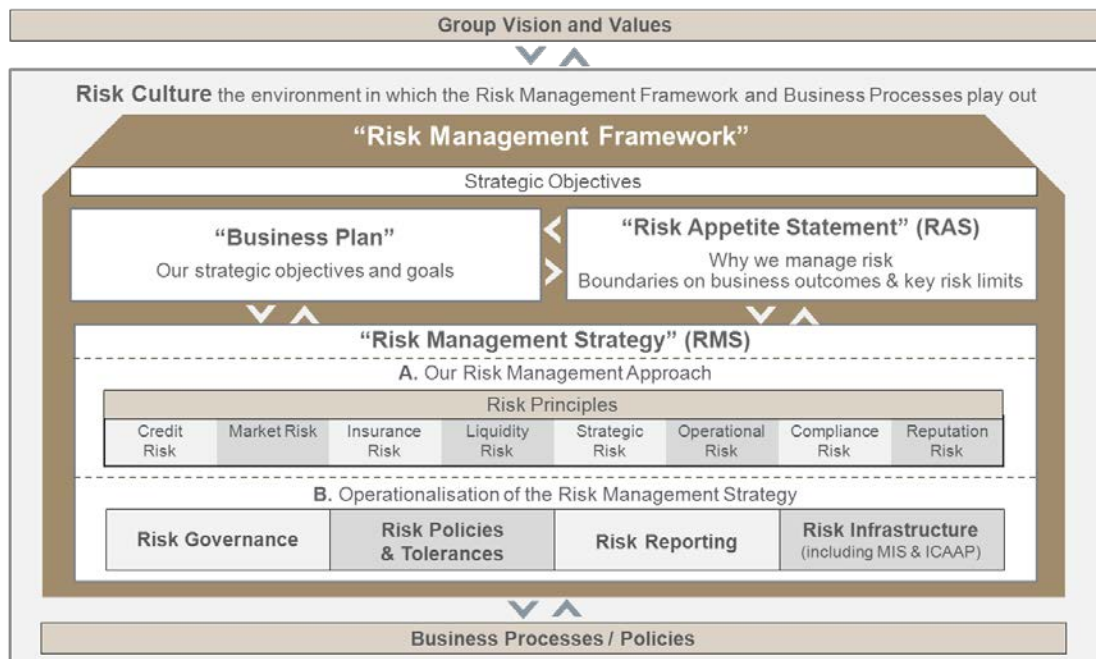 Group Vision and Values
Risk Culture the environment in which the Risk Management Framework and Business Processes play out
“Risk Management Framework”
Strategic Objectives
“Business Plan”
Our strategic objectives and goals
“Risk Appetite Statement” (RAS)
Why we manage risk
Boundaries on business outcomes & key risk limits
“Risk Management Strategy” (RMS)
A. Our Risk Management Approach
Risk Principles
Credit
Risk
Market Risk
Insurance
Risk
Liquidity
Risk
Strategic
Risk
Operational
Risk
Compliance
Risk
Reputation
Risk
B. Operationalisation of the Risk Management Strategy
Risk Governance
Risk Policies
& Tolerances
Risk Reporting
Risk Infrastructure
(including MIS & ICAAP)
Business Processes / Policies